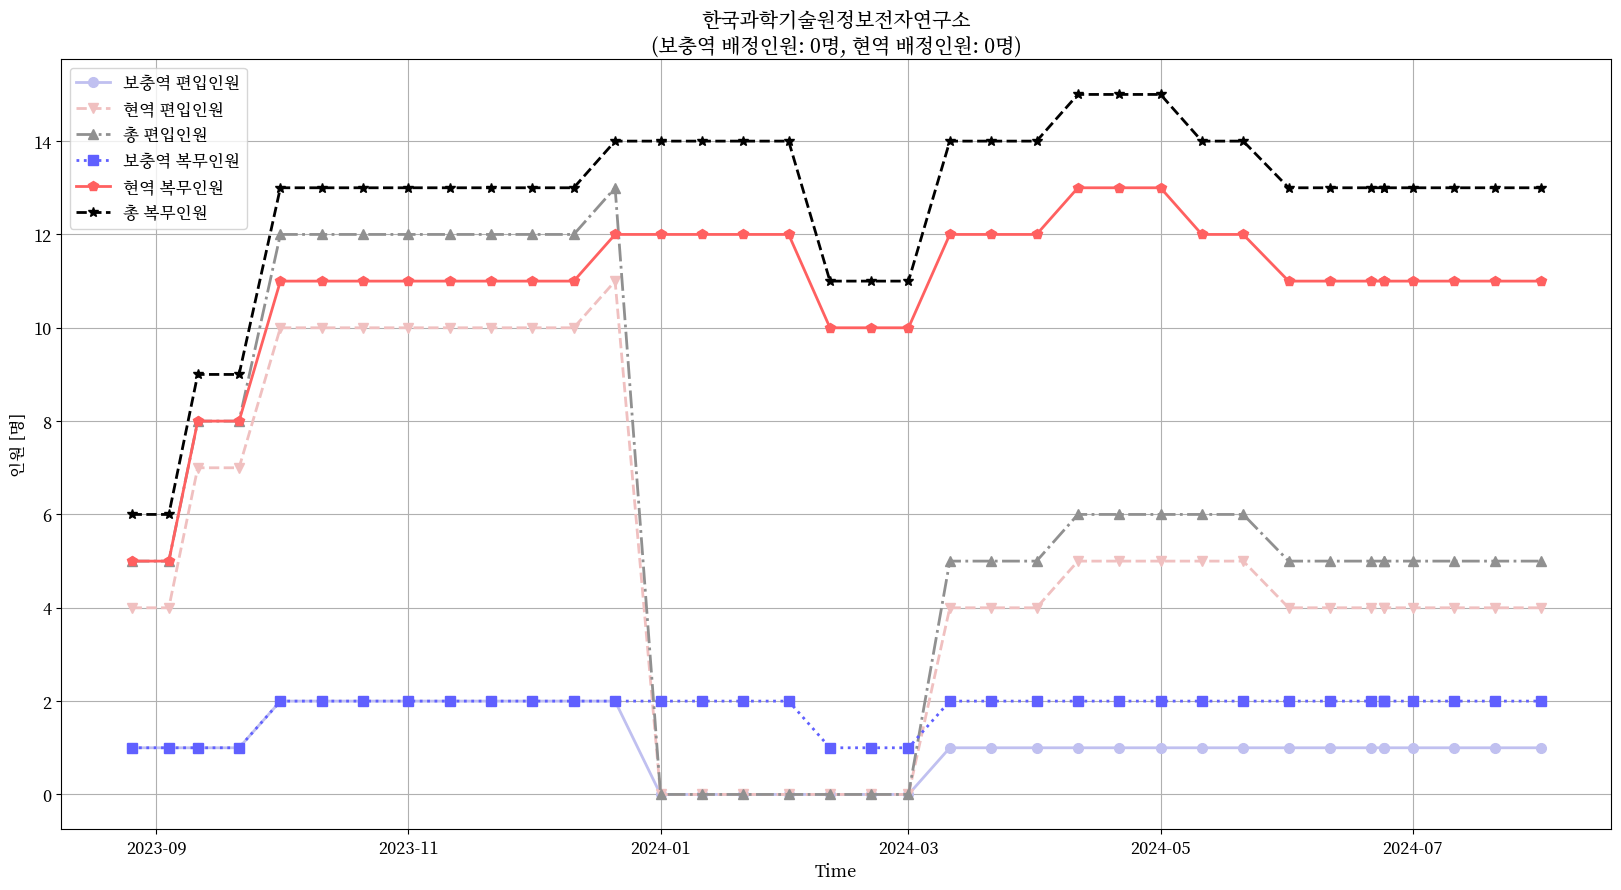 한국과학기술원정보전자연구소
(보충역 배정인원: 0명, 현역 배정인원: 0명)
보충역 편입인원
현역 편입인원
총 편입인원
보충역 복무인원
현역 복무인원
총 복무인원
14
12
10
8
6
4
2
0
인원 [명]
2023-09
2023-11
2024-01
2024-03
2024-05
2024-07
Time